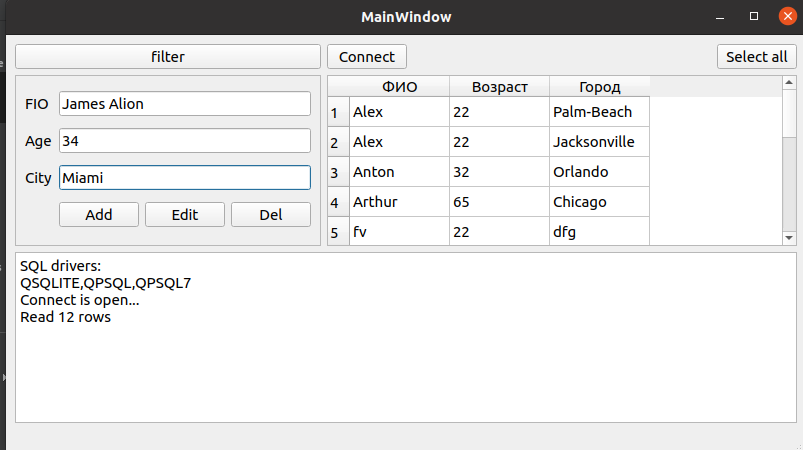 MainWindow
filter
Connect
Select all
FIO James Alion
Age 34
City Miami
Add Edit Del
ФИО Возраст Город
1 Alex 22 Palm-Beach
2 Alex 22 Jacksonville
3 Anton 32 Orlando
4 Arthur 65 Chicago
5 fv 22 dfg
SQL drivers:
QSQLITE,QPSQL,QPSQL7
Connect is open...
Read 12 rows